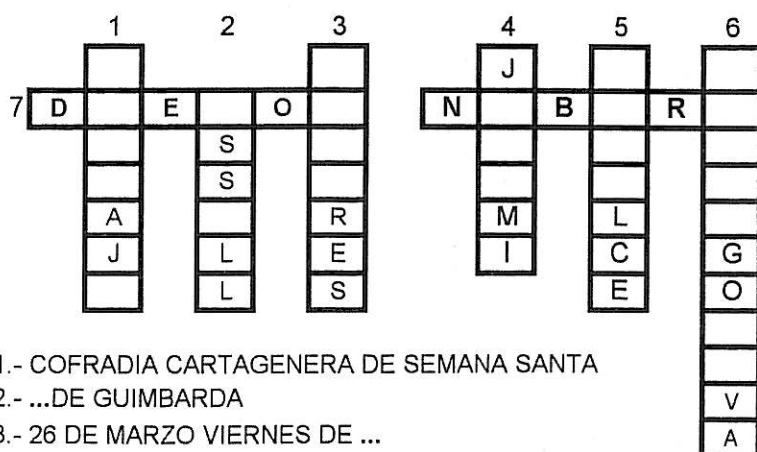 1 2 3 4 5 6
J
7 D E O N B R
S
S
A R M L
J L E I C G
L S E O
1.- COFRADIA CARTAGENERA DE SEMANA SANTA
2.- ...DE GUIMBARDA V
3.- 26 DE MARZO VIERNES DE ... A